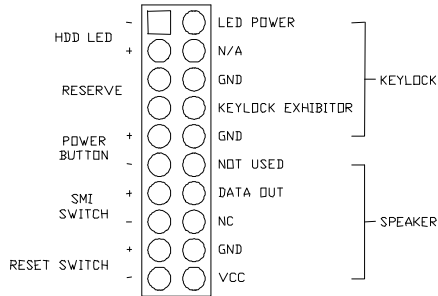 - LED POWER
HDD LED
+ N/A
GND
KEYLOCK
RESERVE
KEYLOCK EXHIBITOR
+ GND
POWER
BUTTON
- NOT USED
+ DATA OUT
SMI
SWITCH
- NC
SPEAKER
+ GND
RESET SWITCH
- VCC